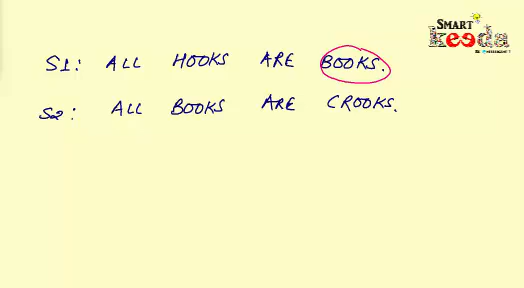 SMART
keeda
S1: ALL HOOKS ARE BOOKS.
S2: ALL BOOKS ARE CROOKS.